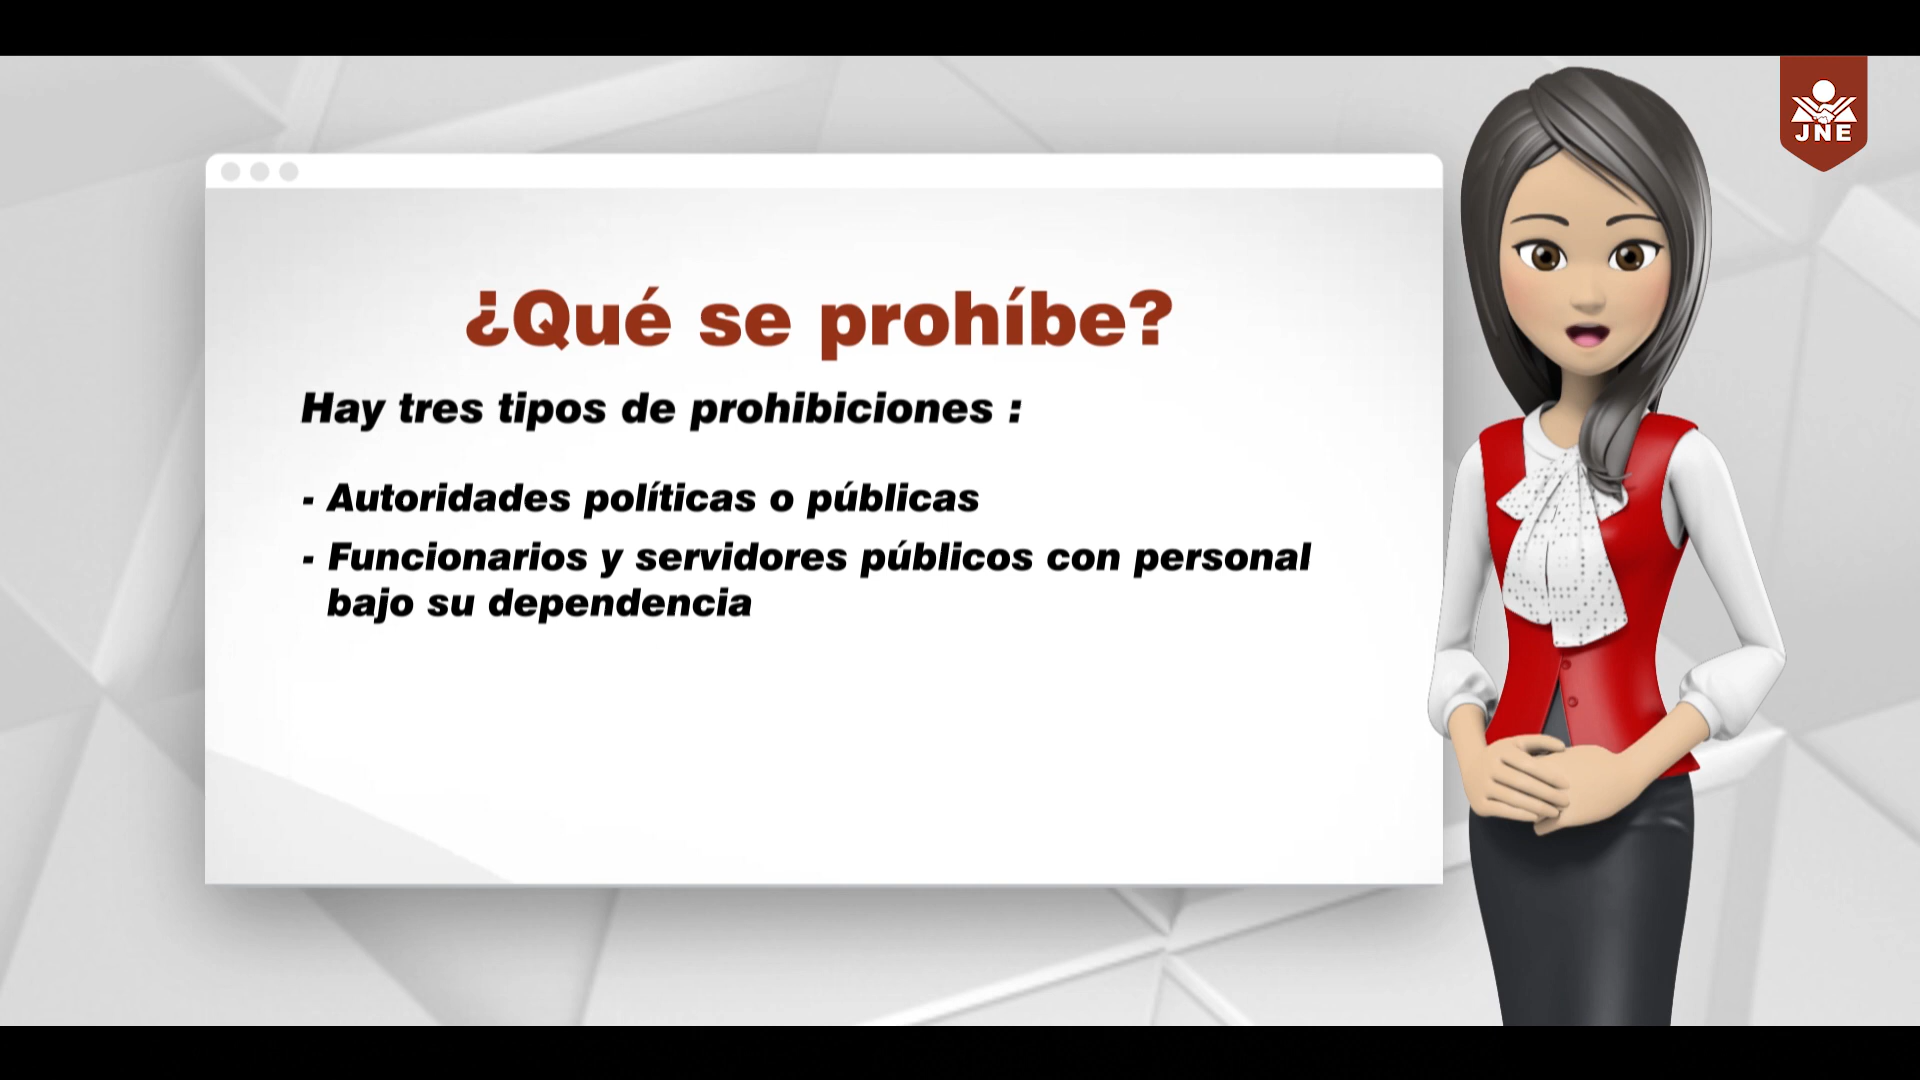 JNE
¿Qué se prohíbe?
Hay tres tipos de prohibiciones :
- Autoridades políticas o públicas
- Funcionarios y servidores públicos con personal
bajo su dependencia